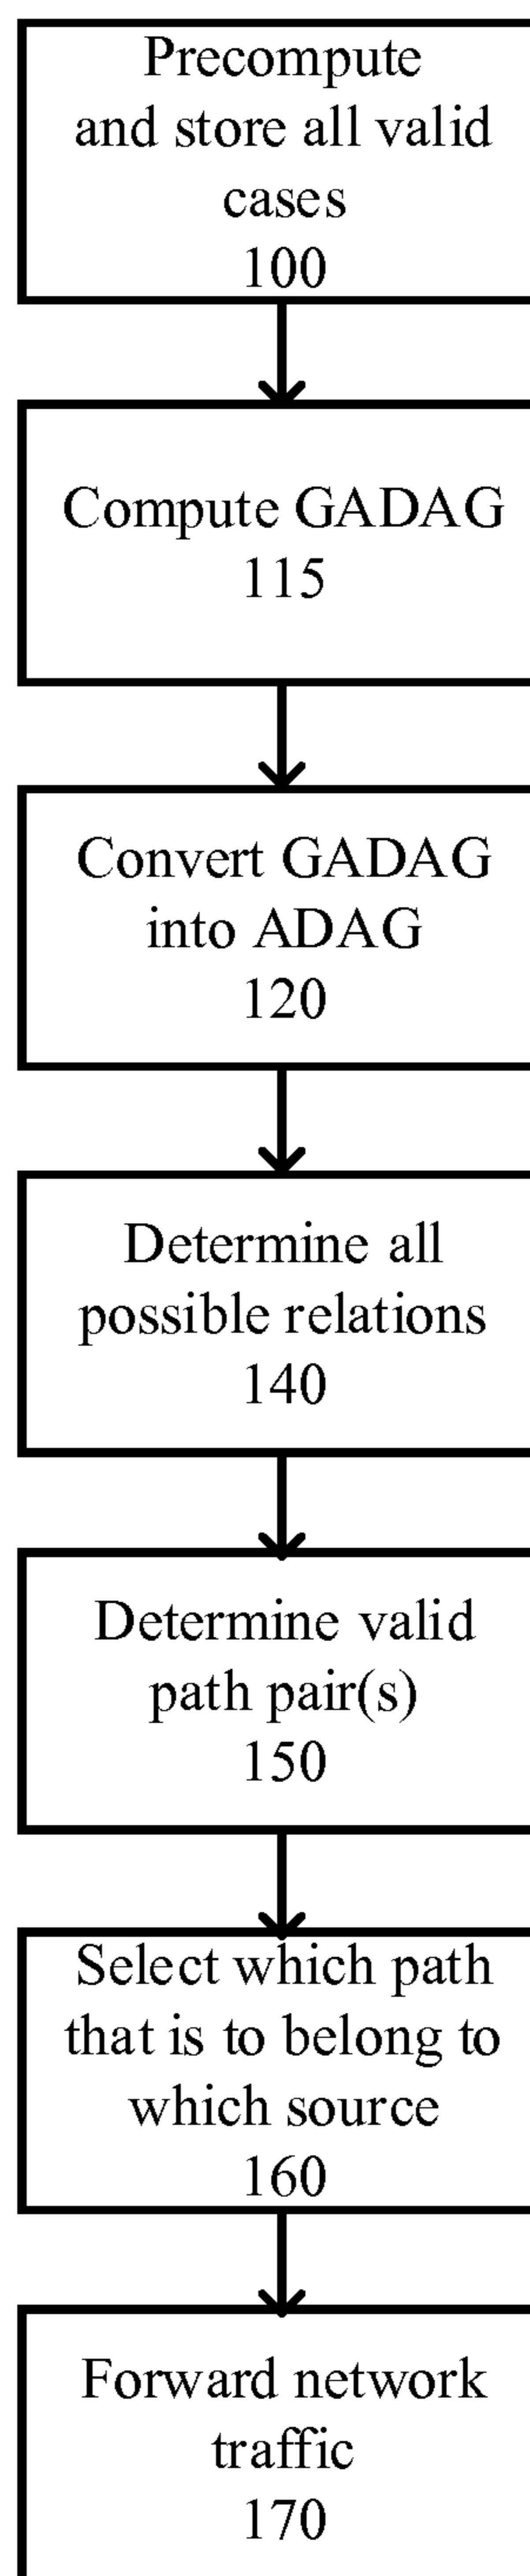 Precompute
and store all valid
cases
100
Compute GADAG
115
Convert GADAG
into ADAG
120
Determine all
possible relations
140
Determine valid
path pair(s)
150
Select which path
that is to belong to
which source
160
Forward network
traffic
170